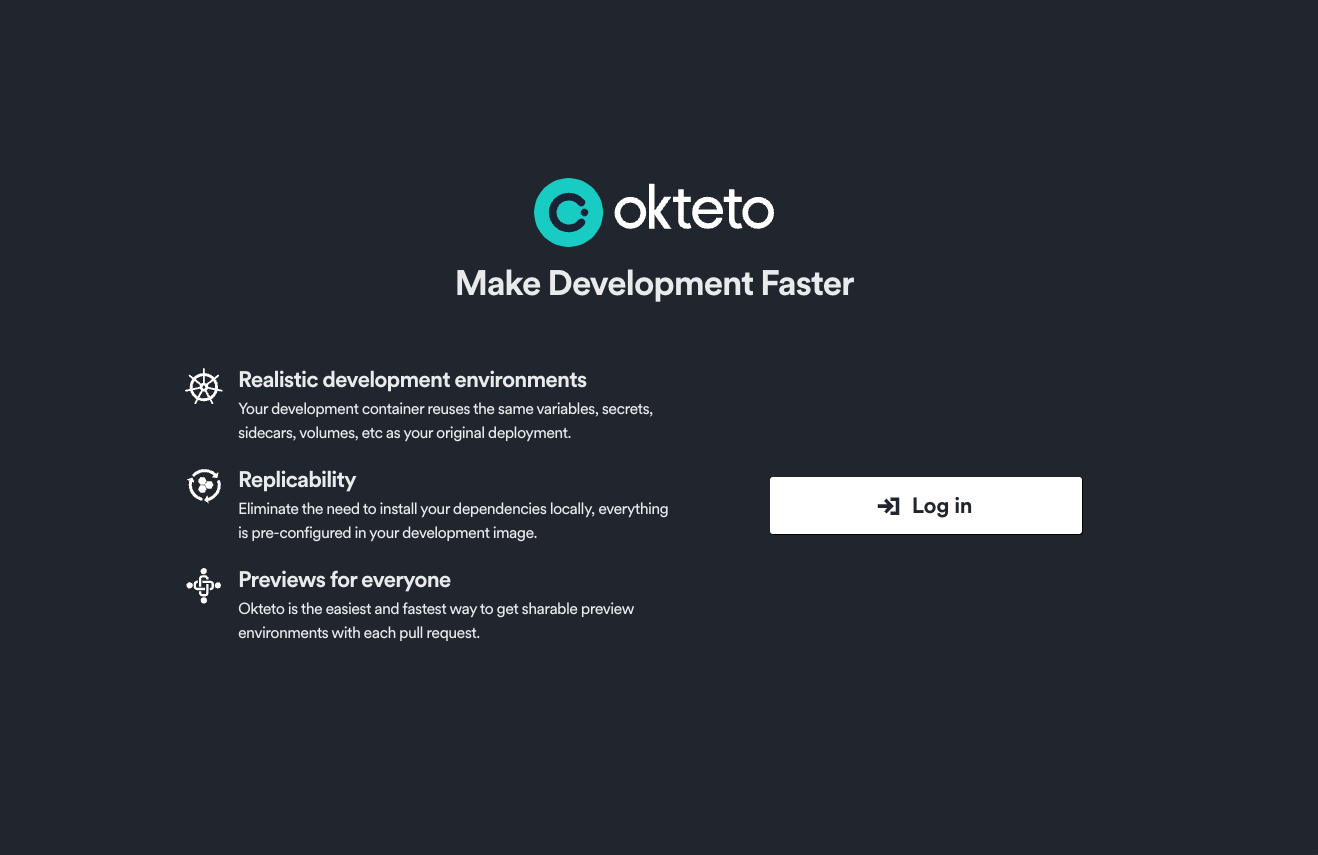 okteto
Make Development Faster
Realistic development environments
Your development container reuses the same variables, secrets,
sidecars, volumes, etc as your original deployment.
Replicability
Eliminate the need to install your dependencies locally, everything
is pre-configured in your development image.
Previews for everyone
Okteto is the easiest and fastest way to get sharable preview
environments with each pull request.
Log in